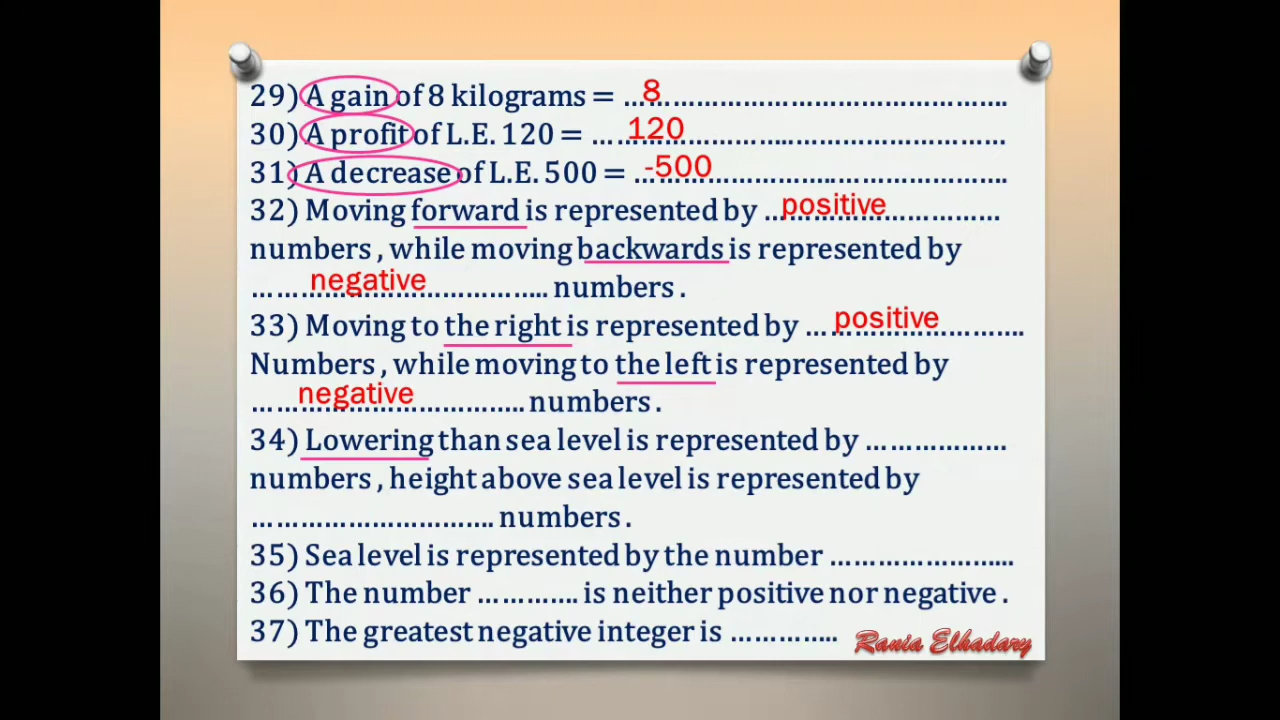 29) A gain of 8 kilograms = ...8...............................................
30) A profit of L.E. 120 = ...120...............................................
31) A decrease of L.E. 500 = ...-500...............................................
32) Moving forward is represented by ...positive..............................
numbers , while moving backwards is represented by
......negative.............................. numbers .
33) Moving to the right is represented by ...positive..............................
Numbers , while moving to the left is represented by
......negative.............................. numbers .
34) Lowering than sea level is represented by ..................
numbers , height above sea level is represented by
.............................. numbers .
35) Sea level is represented by the number ........................
36) The number ............. is neither positive nor negative .
37) The greatest negative integer is ..............
Rania Elhadary